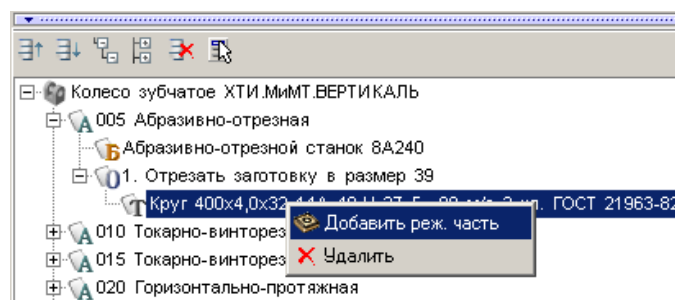 Колесо зубчатое ХТИ.МиМТ.ВЕРТИКАЛЬ
А 005 Абразивно-отрезная
Б Абразивно-отрезной станок 8А240
О 1. Отрезать заготовку в размер 39
Т Круг 400х4,0х32 ГОСТ 21963-82
Добавить реж. часть
А 010 Токарно-винторез
Удалить
А 015 Токарно-винторез
А 020 Горизонтально-протяжная